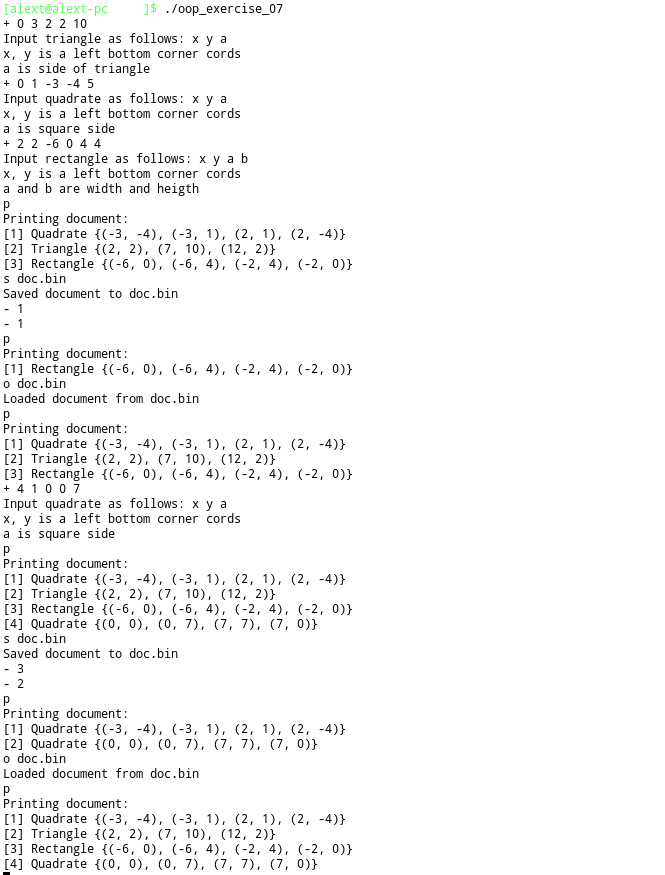 [alext@alext-pc     ]$ ./oop_exercise_07
+ 0 3 2 2 10
Input triangle as follows: x y a
x, y is a left bottom corner cords
a is side of triangle
+ 0 1 -3 -4 5
Input quadrate as follows: x y a
x, y is a left bottom corner cords
a is square side
+ 2 2 -6 0 4 4
Input rectangle as follows: x y a b
x, y is a left bottom corner cords
a and b are width and heigth
p
Printing document:
[1] Quadrate {(-3, -4), (-3, 1), (2, 1), (2, -4)}
[2] Triangle {(2, 2), (7, 10), (12, 2)}
[3] Rectangle {(-6, 0), (-6, 4), (-2, 4), (-2, 0)}
s doc.bin
Saved document to doc.bin
- 1
- 1
p
Printing document:
[1] Rectangle {(-6, 0), (-6, 4), (-2, 4), (-2, 0)}
o doc.bin
Loaded document from doc.bin
p
Printing document:
[1] Quadrate {(-3, -4), (-3, 1), (2, 1), (2, -4)}
[2] Triangle {(2, 2), (7, 10), (12, 2)}
[3] Rectangle {(-6, 0), (-6, 4), (-2, 4), (-2, 0)}
+ 4 1 0 0 7
Input quadrate as follows: x y a
x, y is a left bottom corner cords
a is square side
p
Printing document:
[1] Quadrate {(-3, -4), (-3, 1), (2, 1), (2, -4)}
[2] Triangle {(2, 2), (7, 10), (12, 2)}
[3] Rectangle {(-6, 0), (-6, 4), (-2, 4), (-2, 0)}
[4] Quadrate {(0, 0), (0, 7), (7, 7), (7, 0)}
s doc.bin
Saved document to doc.bin
- 3
- 2
p
Printing document:
[1] Quadrate {(-3, -4), (-3, 1), (2, 1), (2, -4)}
[2] Quadrate {(0, 0), (0, 7), (7, 7), (7, 0)}
o doc.bin
Loaded document from doc.bin
p
Printing document:
[1] Quadrate {(-3, -4), (-3, 1), (2, 1), (2, -4)}
[2] Triangle {(2, 2), (7, 10), (12, 2)}
[3] Rectangle {(-6, 0), (-6, 4), (-2, 4), (-2, 0)}
[4] Quadrate {(0, 0), (0, 7), (7, 7), (7, 0)}